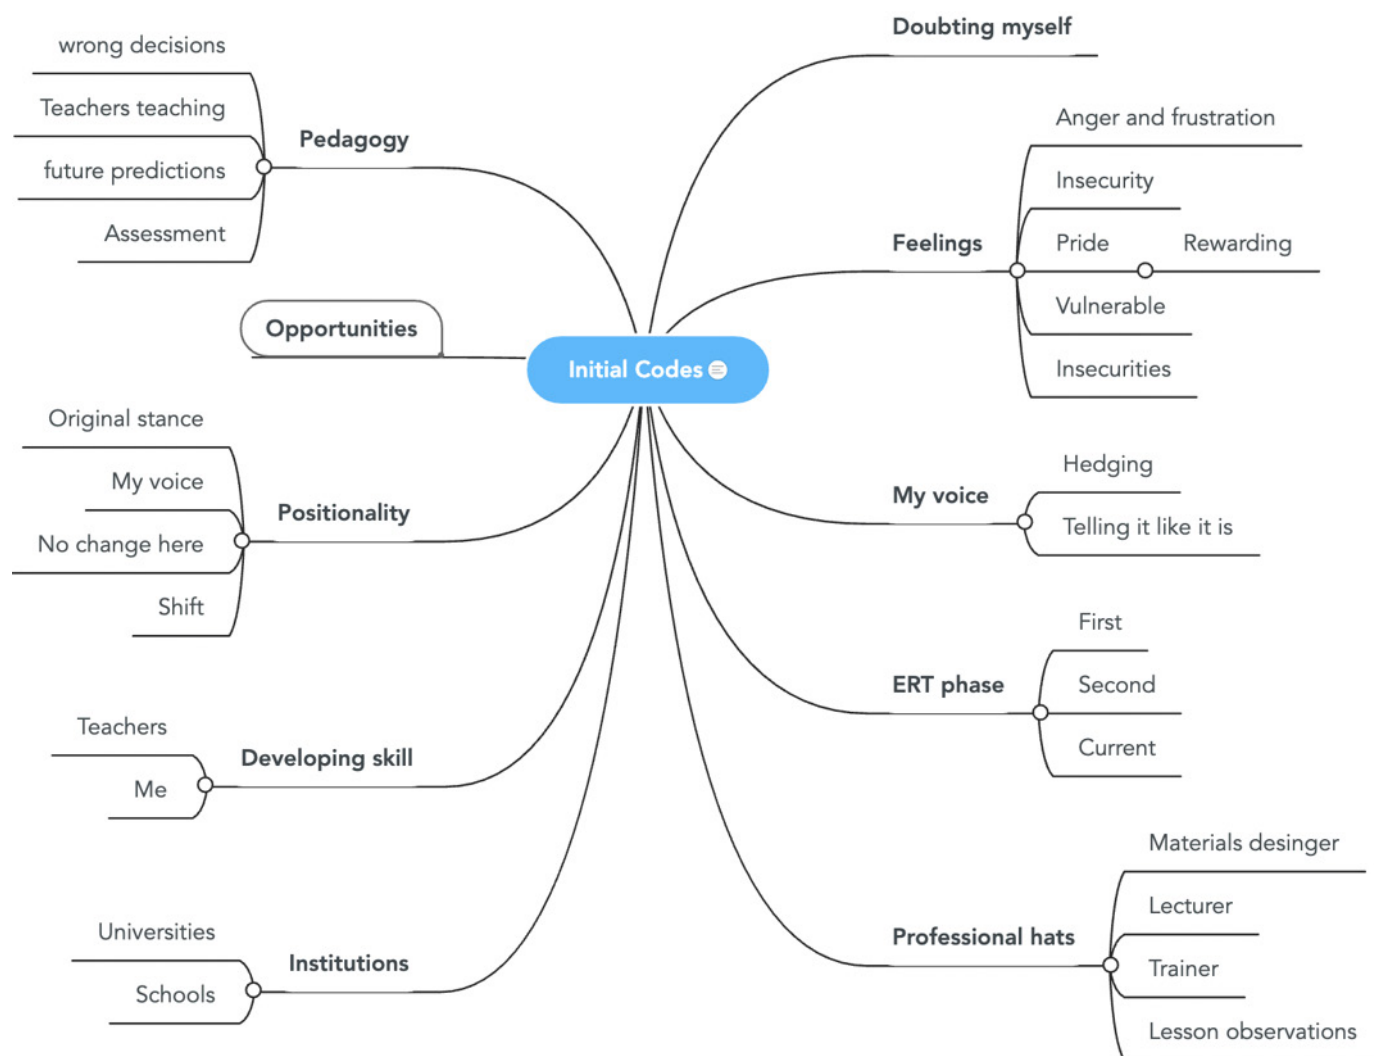 Initial Codes
Doubting myself
Feelings
Anger and frustration
Insecurity
Pride
Rewarding
Vulnerable
Insecurities
My voice
Hedging
Telling it like it is
ERT phase
First
Second
Current
Professional hats
Materials desinger
Lecturer
Trainer
Lesson observations
Pedagogy
wrong decisions
Teachers teaching
future predictions
Assessment
Opportunities
Positionality
Original stance
My voice
No change here
Shift
Developing skill
Teachers
Me
Institutions
Universities
Schools